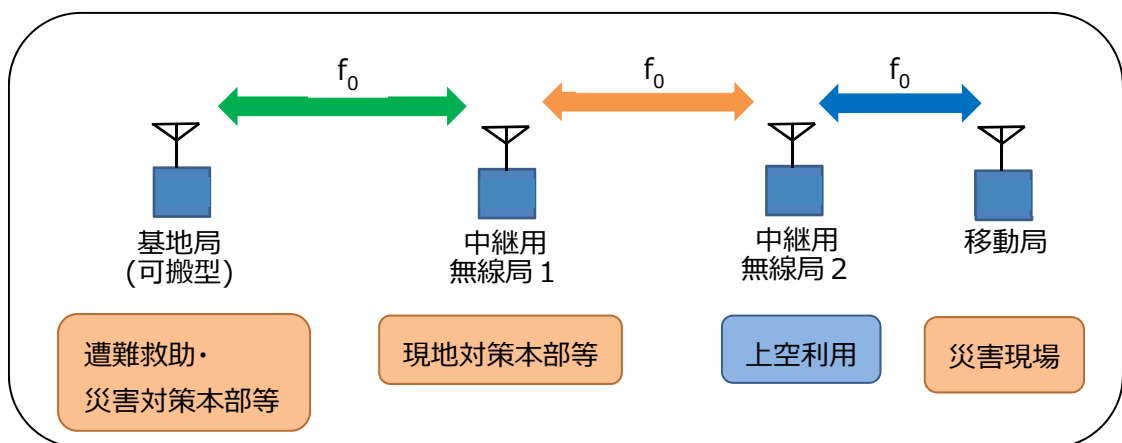 f0
f0
f0
基地局
(可搬型)
中継用
無線局1
中継用
無線局2
移動局
遭難救助・
災害対策本部等
現地対策本部等
上空利用
災害現場